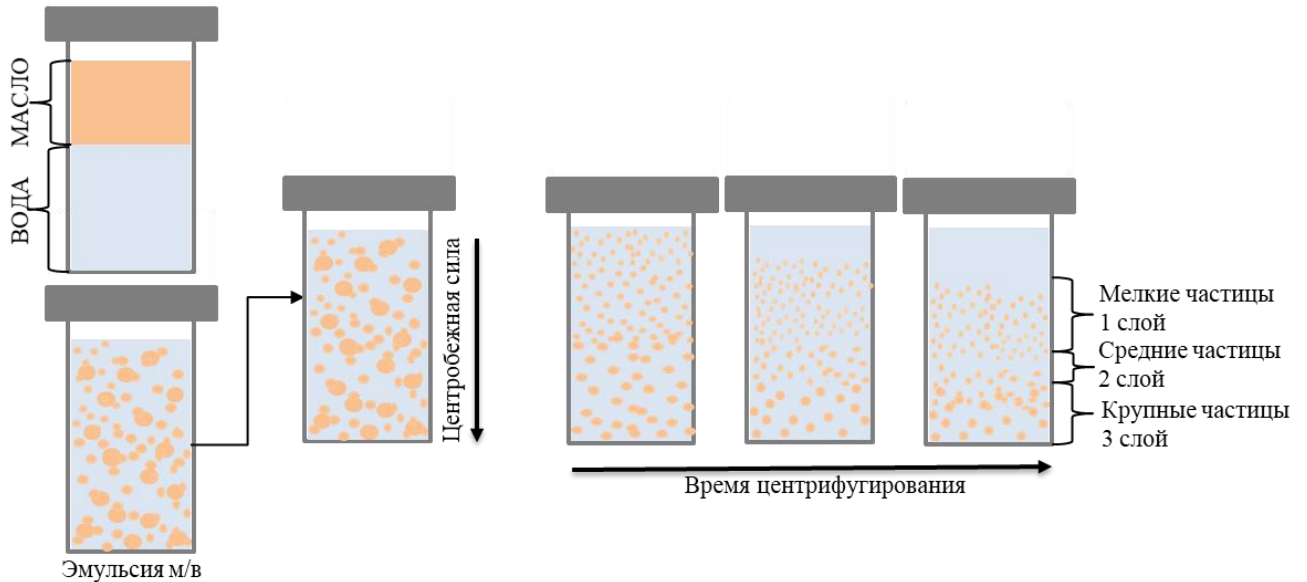 МАСЛО
ВОДА
Эмульсия м/в
Центробежная сила
Время центрифугирования
Мелкие частицы
1 слой
Средние частицы
2 слой
Крупные частицы
3 слой